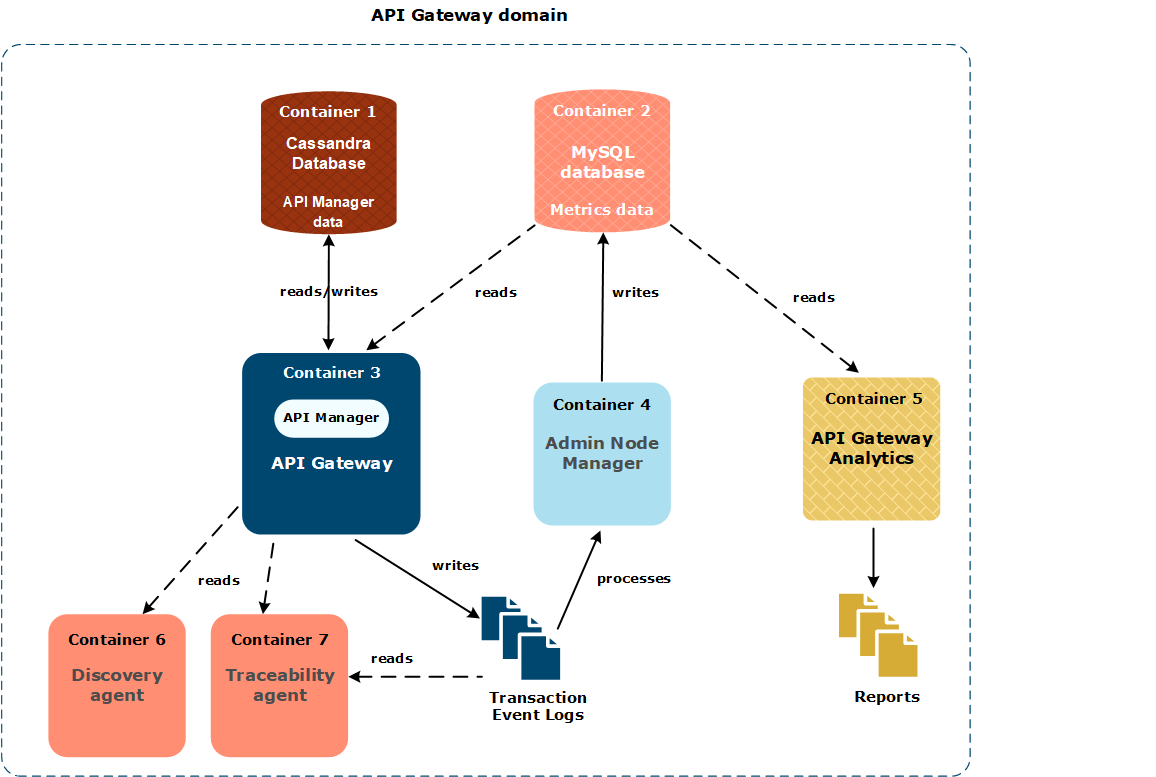 API Gateway domain
Container 1
Cassandra
Database
API Manager
data
Container 2
MySQL
database
Metrics data
reads/writes
reads
writes
reads
Container 3
API Manager
API Gateway
Container 4
Admin Node
Manager
Container 5
API Gateway
Analytics
reads
writes
processes
Container 6
Discovery
agent
Container 7
Traceability
agent
reads
Transaction
Event Logs
Reports